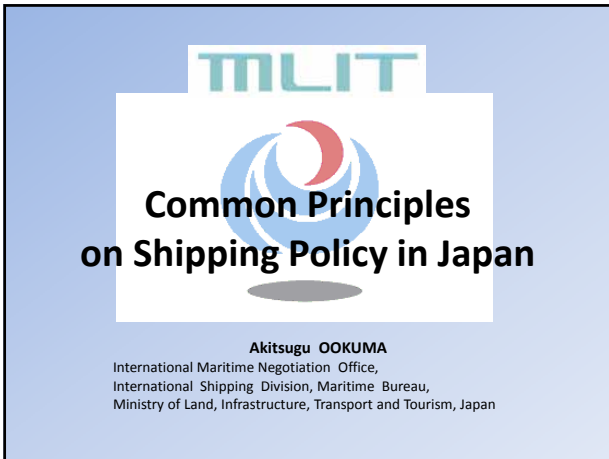 MLIT
Common Principles
on Shipping Policy in Japan
Akitsugu OOKUMA
International Maritime Negotiation Office,
International Shipping Division, Maritime Bureau,
Ministry of Land, Infrastructure, Transport and Tourism, Japan